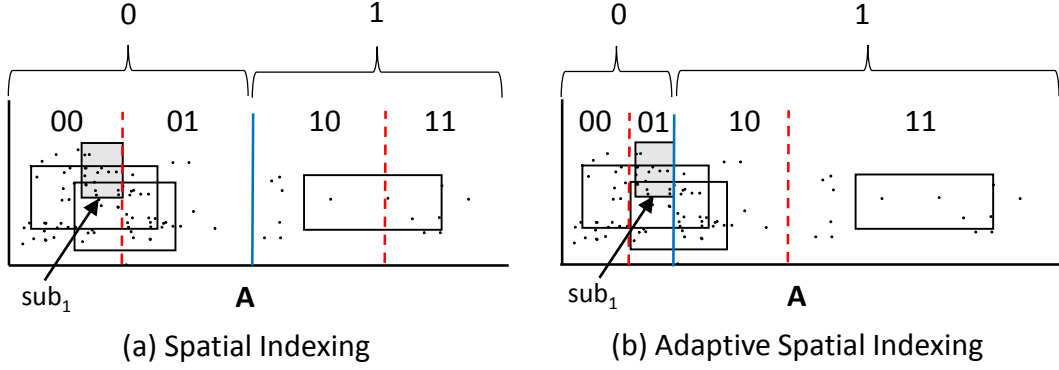 0 1 0 1
00 01 10 11 00 01 10 11
sub₁ A sub₁ A
(a) Spatial Indexing (b) Adaptive Spatial Indexing